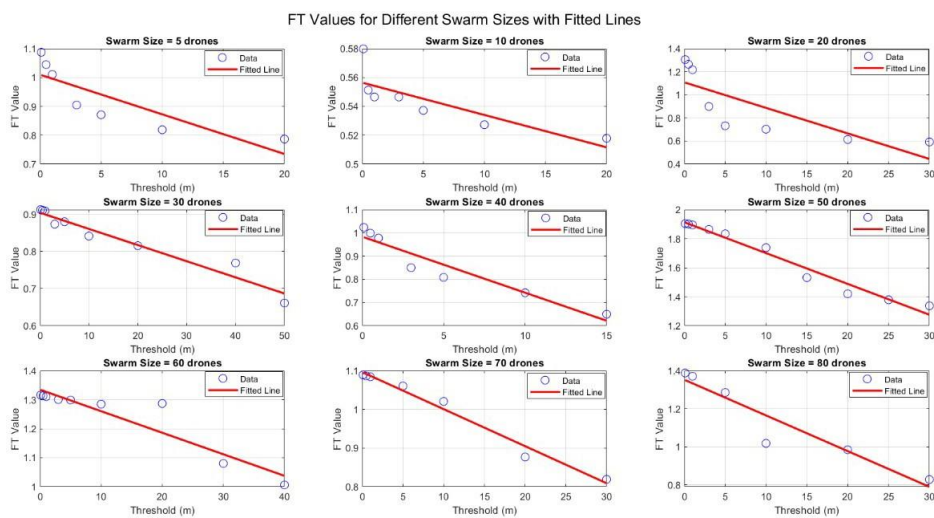 FT Values for Different Swarm Sizes with Fitted Lines
Swarm Size = 5 drones
FT Value
1.1
1
0.9
0.8
0.7
0
5
10
15
20
Threshold (m)
Data
Fitted Line
Swarm Size = 10 drones
FT Value
0.58
0.56
0.54
0.52
0.5
0
5
10
15
20
Threshold (m)
Data
Fitted Line
Swarm Size = 20 drones
FT Value
1.4
1.2
1
0.8
0.6
0.4
0
5
10
15
20
25
30
Threshold (m)
Data
Fitted Line
Swarm Size = 30 drones
FT Value
0.9
0.8
0.7
0.6
0
10
20
30
40
50
Threshold (m)
Data
Fitted Line
Swarm Size = 40 drones
FT Value
1.1
1
0.9
0.8
0.7
0.6
0
5
10
15
Threshold (m)
Data
Fitted Line
Swarm Size = 50 drones
FT Value
2
1.8
1.6
1.4
1.2
0
5
10
15
20
25
30
Threshold (m)
Data
Fitted Line
Swarm Size = 60 drones
FT Value
1.4
1.3
1.2
1.1
1
0
10
20
30
40
Threshold (m)
Data
Fitted Line
Swarm Size = 70 drones
FT Value
1.1
1
0.9
0.8
0
5
10
15
20
25
30
Threshold (m)
Data
Fitted Line
Swarm Size = 80 drones
FT Value
1.4
1.2
1
0.8
0
5
10
15
20
25
30
Threshold (m)
Data
Fitted Line